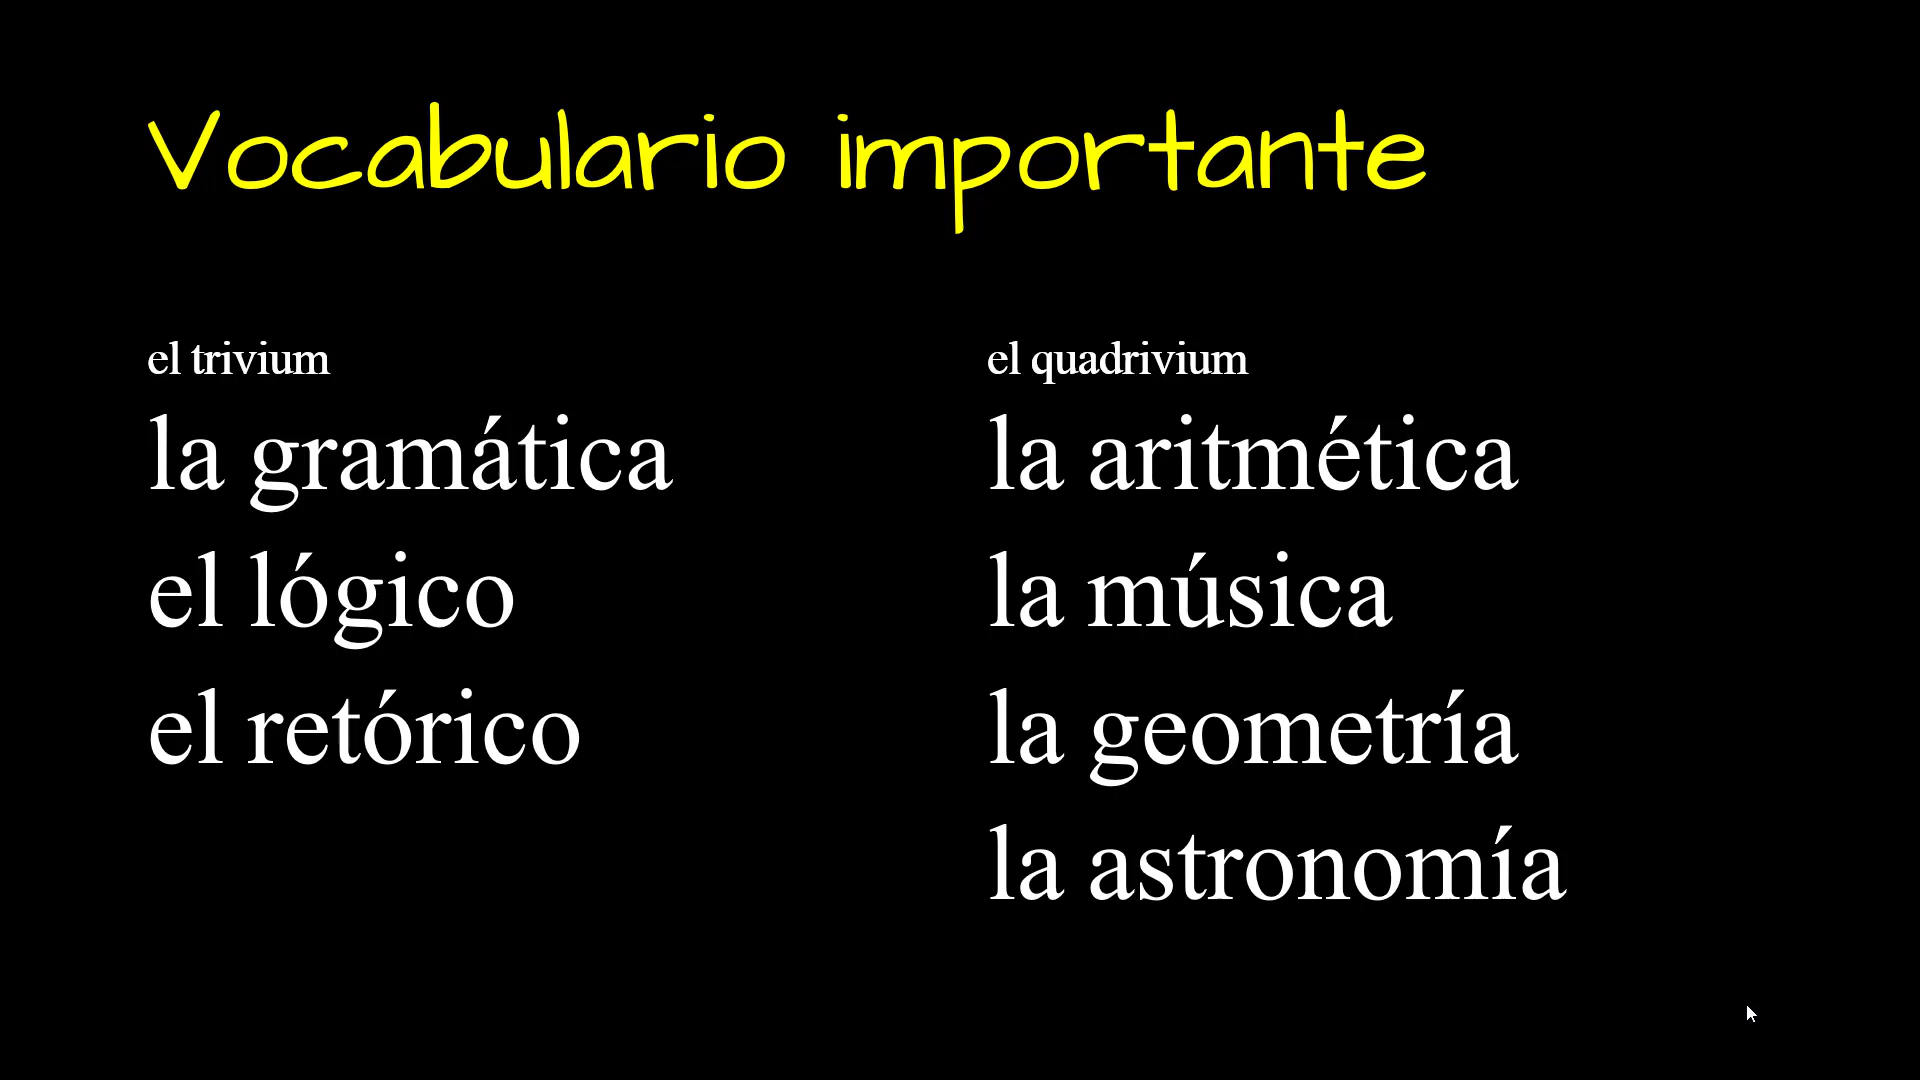 Vocabulario importante
el trivium
la gramática
el lógico
el retórico
el quadrivium
la aritmética
la música
la geometría
la astronomía